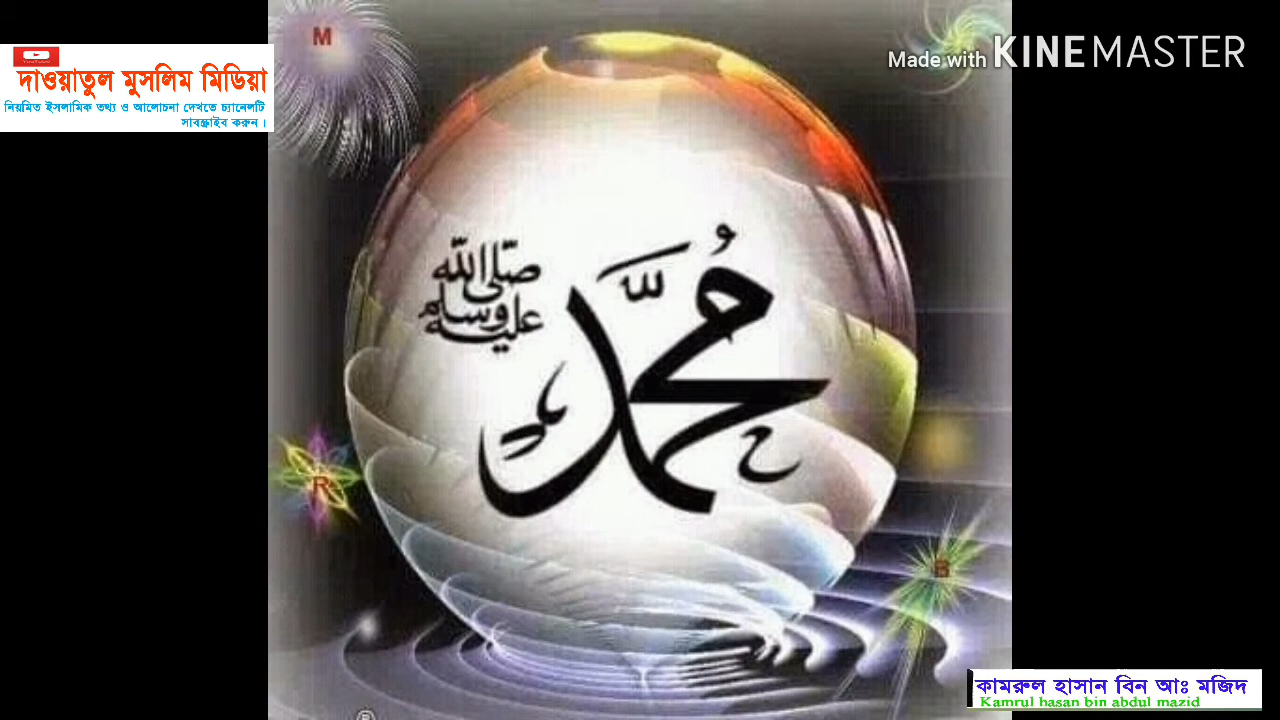 M
YouTube
দাওয়াতুল মুসলিম মিডিয়া
নিয়মিত ইসলামিক তথ্য ও আলোচনা দেখতে চ্যানেলটি
সাবস্ক্রাইব করুন।
Made with KINEMASTER
صلى الله
عليه وسلم
مُحَمَّد
R
B
কামরুল হাসান বিন আঃ মজিদ
Kamrul hasan bin abdul mazid